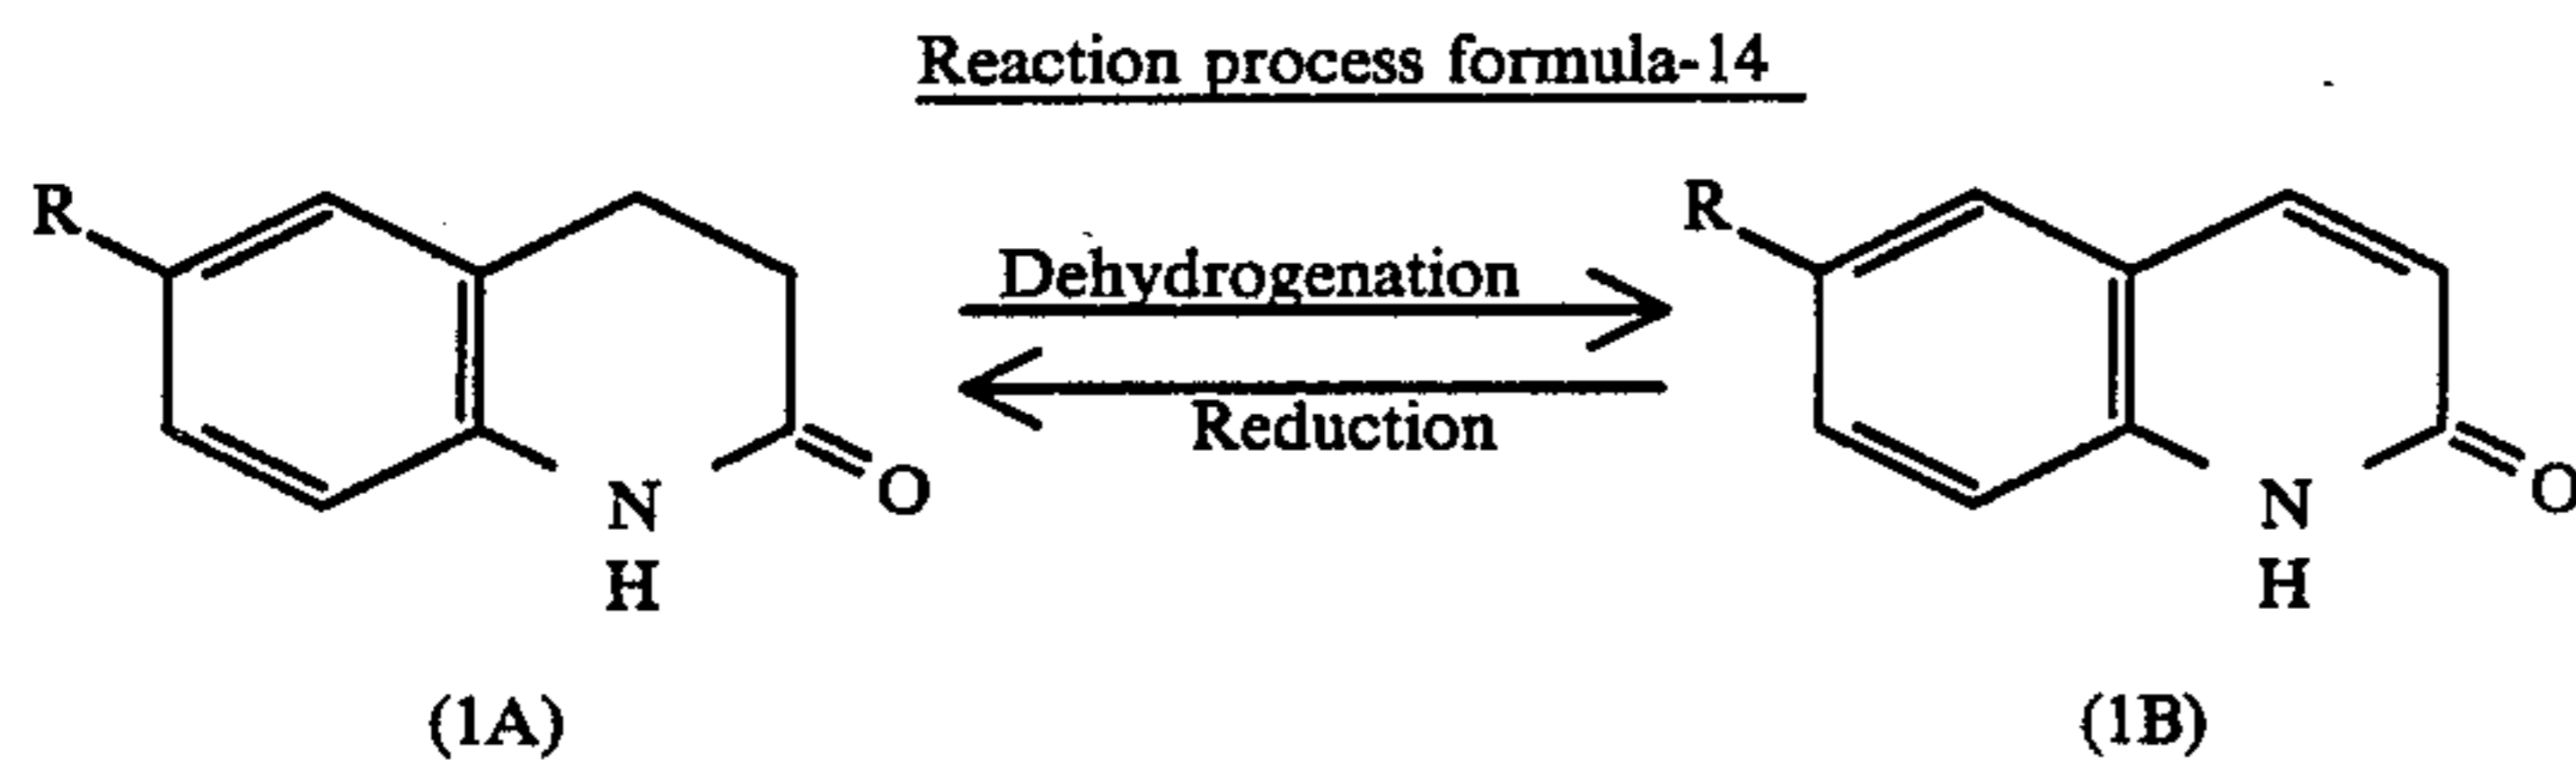 Reaction process formula-14
R
R
Dehydrogenation
Reduction
O
O
N
N
H
H
(1A)
(1B)